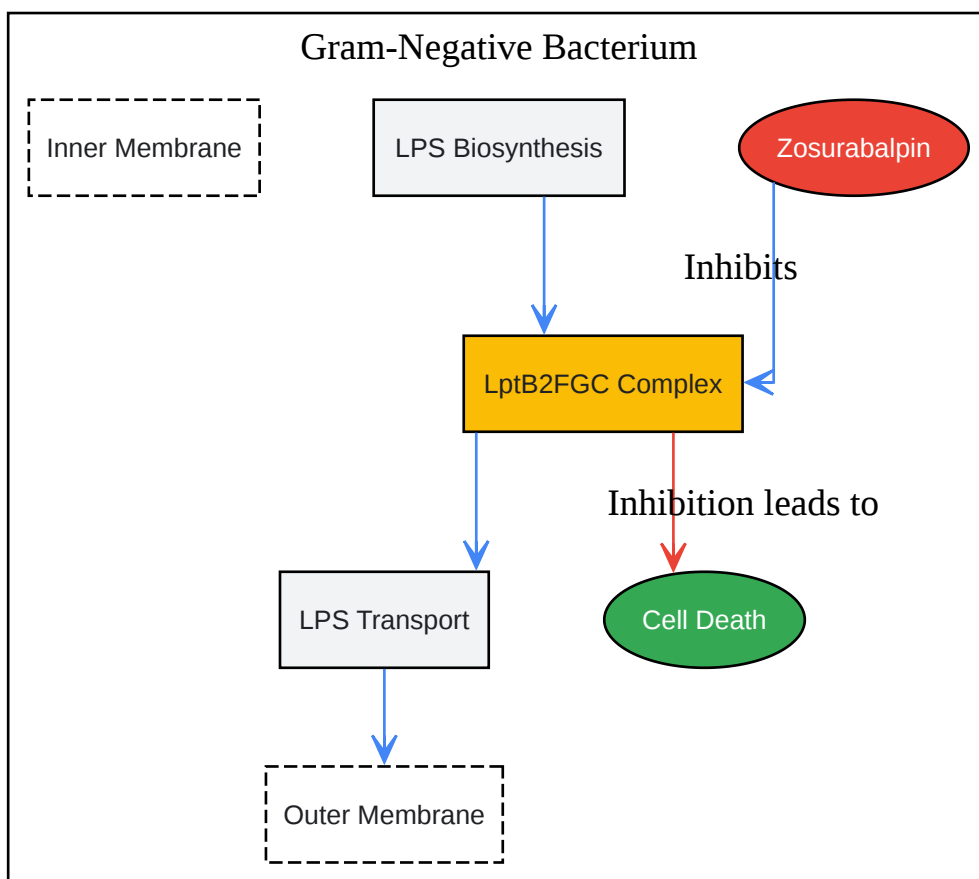 Gram-Negative Bacterium
Inner Membrane
LPS Biosynthesis
Zosurabalpin
Inhibits
LptB2FGC Complex
Inhibition leads to
LPS Transport
Cell Death
Outer Membrane